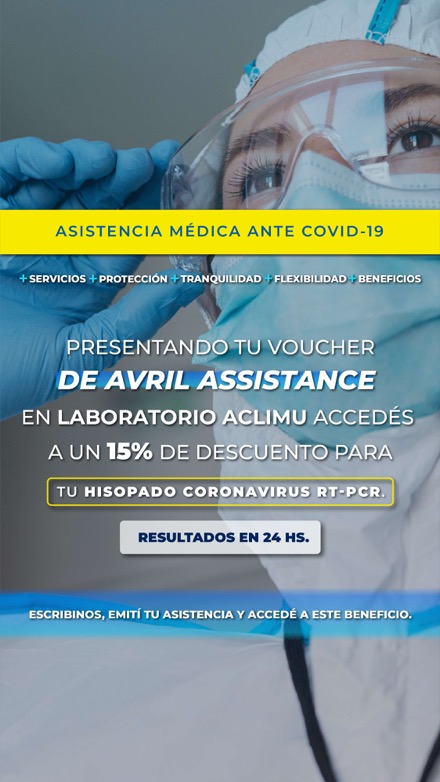 ASISTENCIA MÉDICA ANTE COVID-19
+SERVICIOS +PROTECCIÓN +TRANQUILIDAD +FLEXIBILIDAD +BENEFICIOS
PRESENTANDO TU VOUCHER
DE AVRIL ASSISTANCE
EN LABORATORIO ACLIMU ACCEDÉS
A UN 15% DE DESCUENTO PARA
TU HISOPADO CORONAVIRUS RT-PCR.
RESULTADOS EN 24 HS.
ESCRIBINOS, EMITÍ TU ASISTENCIA Y ACCEDÉ A ESTE BENEFICIO.